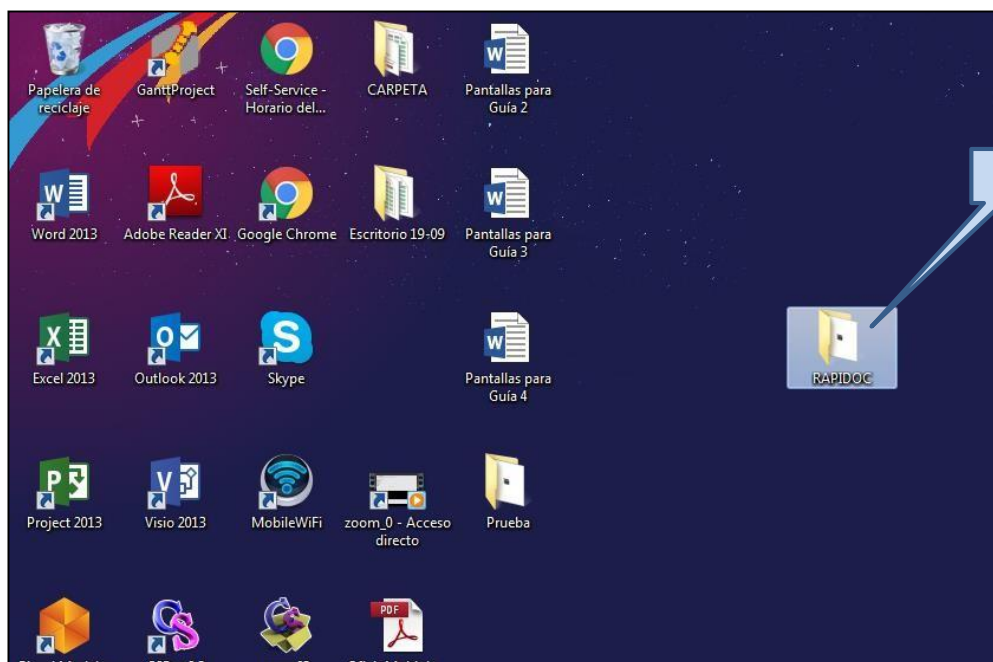 Papelera de
reciclaje
GanttProject
Self-Service -
Horario del...
CARPETA
Pantallas para
Guía 2
Word 2013
Adobe Reader XI
Google Chrome
Escritorio 19-09
Pantallas para
Guía 3
Excel 2013
Outlook 2013
Skype
Pantallas para
Guía 4
RAPIDOC
Project 2013
Visio 2013
MobileWiFi
zoom_0 - Acceso
directo
Prueba
PDF